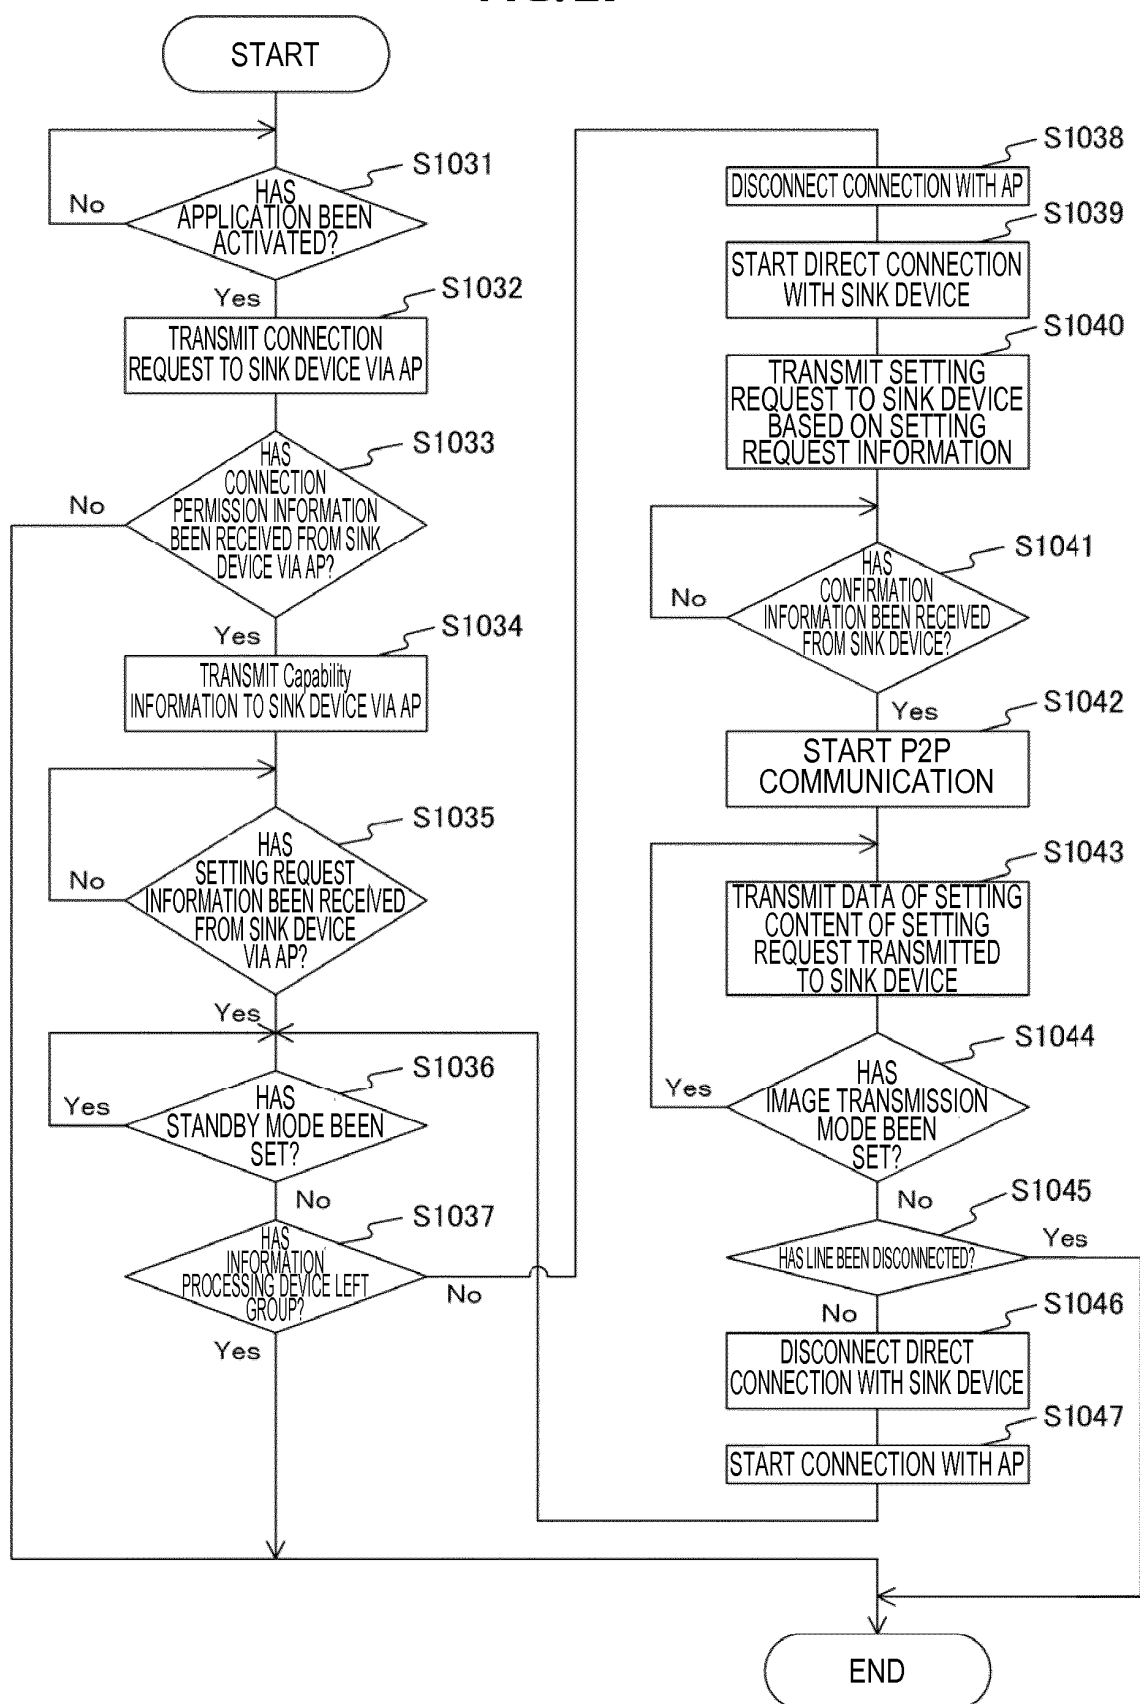 START
S1031
HAS
APPLICATION BEEN
ACTIVATED?
No
Yes
S1032
TRANSMIT CONNECTION
REQUEST TO SINK DEVICE VIA AP
S1033
HAS
CONNECTION
PERMISSION INFORMATION
BEEN RECEIVED FROM SINK
DEVICE VIA AP?
No
Yes
S1034
TRANSMIT Capability
INFORMATION TO SINK DEVICE VIA AP
S1035
HAS
SETTING REQUEST
INFORMATION BEEN RECEIVED
FROM SINK DEVICE
VIA AP?
No
Yes
S1036
HAS
STANDBY MODE BEEN
SET?
Yes
No
S1037
HAS
INFORMATION
PROCESSING DEVICE LEFT
GROUP?
No
Yes
S1038
DISCONNECT CONNECTION WITH AP
S1039
START DIRECT CONNECTION
WITH SINK DEVICE
S1040
TRANSMIT SETTING
REQUEST TO SINK DEVICE
BASED ON SETTING
REQUEST INFORMATION
S1041
HAS
CONFIRMATION
INFORMATION BEEN RECEIVED
FROM SINK DEVICE?
No
Yes
S1042
START P2P
COMMUNICATION
S1043
TRANSMIT DATA OF SETTING
CONTENT OF SETTING
REQUEST TRANSMITTED
TO SINK DEVICE
S1044
HAS
IMAGE TRANSMISSION
MODE BEEN
SET?
Yes
No
S1045
HAS LINE BEEN DISCONNECTED?
Yes
No
S1046
DISCONNECT DIRECT
CONNECTION WITH SINK DEVICE
S1047
START CONNECTION WITH AP
END